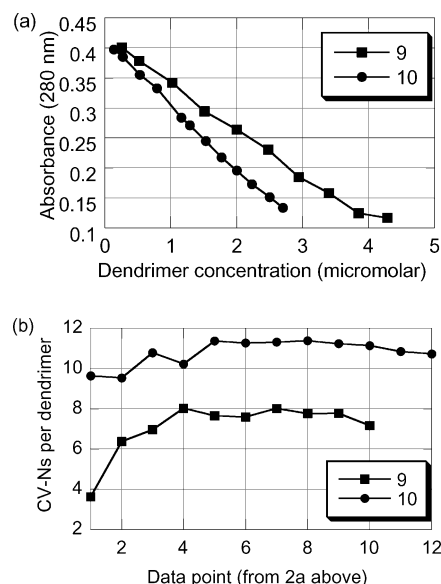 (a)
0.45
0.4
0.35
0.3
0.25
0.2
0.15
0.1
Absorbance (280 nm)
9
10
0 1 2 3 4 5
Dendrimer concentration (micromolar)
(b)
12
10
8
6
4
2
CV-Ns per dendrimer
9
10
2 4 6 8 10 12
Data point (from 2a above)